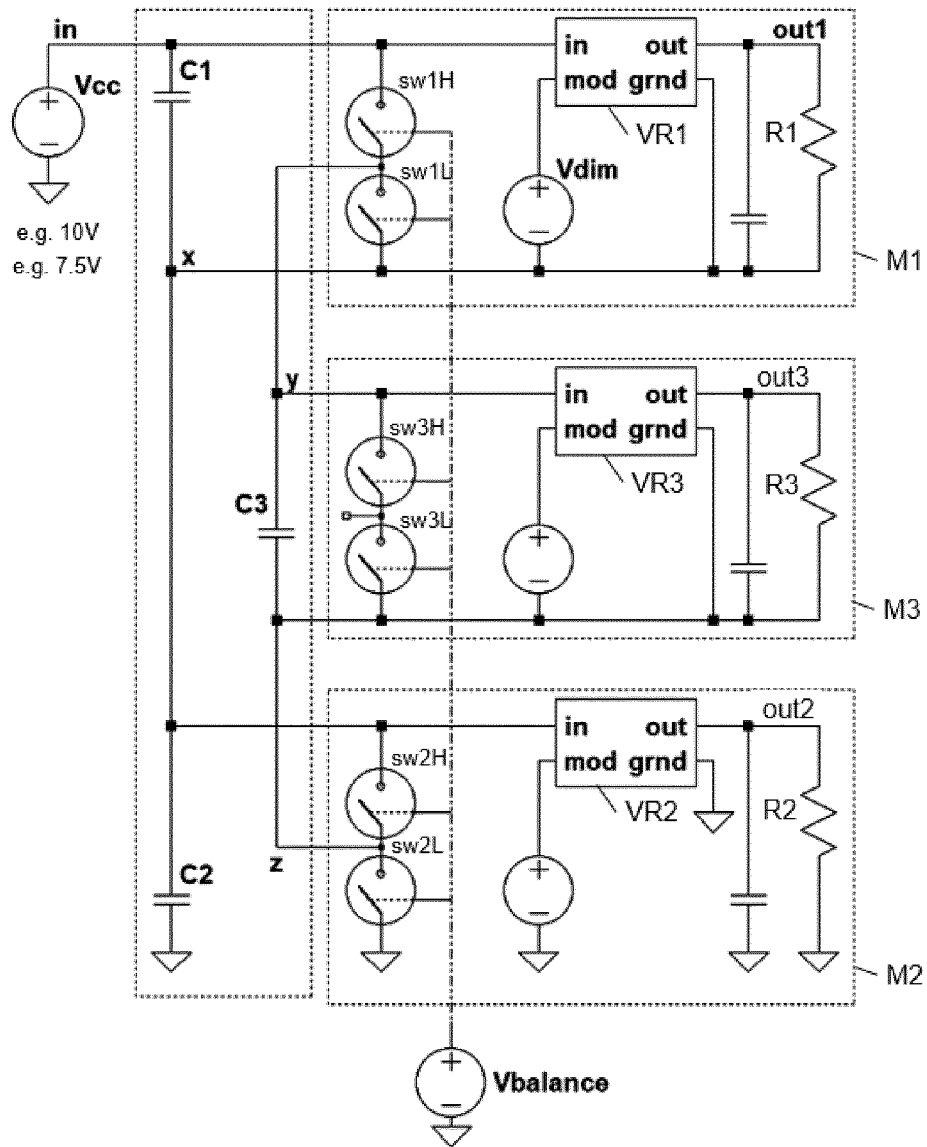 in
Vcc
e.g. 10V
e.g. 7.5V
C1
x
y
C3
C2
z
sw1H
sw1L
in out
mod grnd
VR1
Vdim
out1
R1
M1
sw3H
sw3L
in out
mod grnd
VR3
out3
R3
M3
sw2H
sw2L
in out
mod grnd
VR2
out2
R2
M2
Vbalance